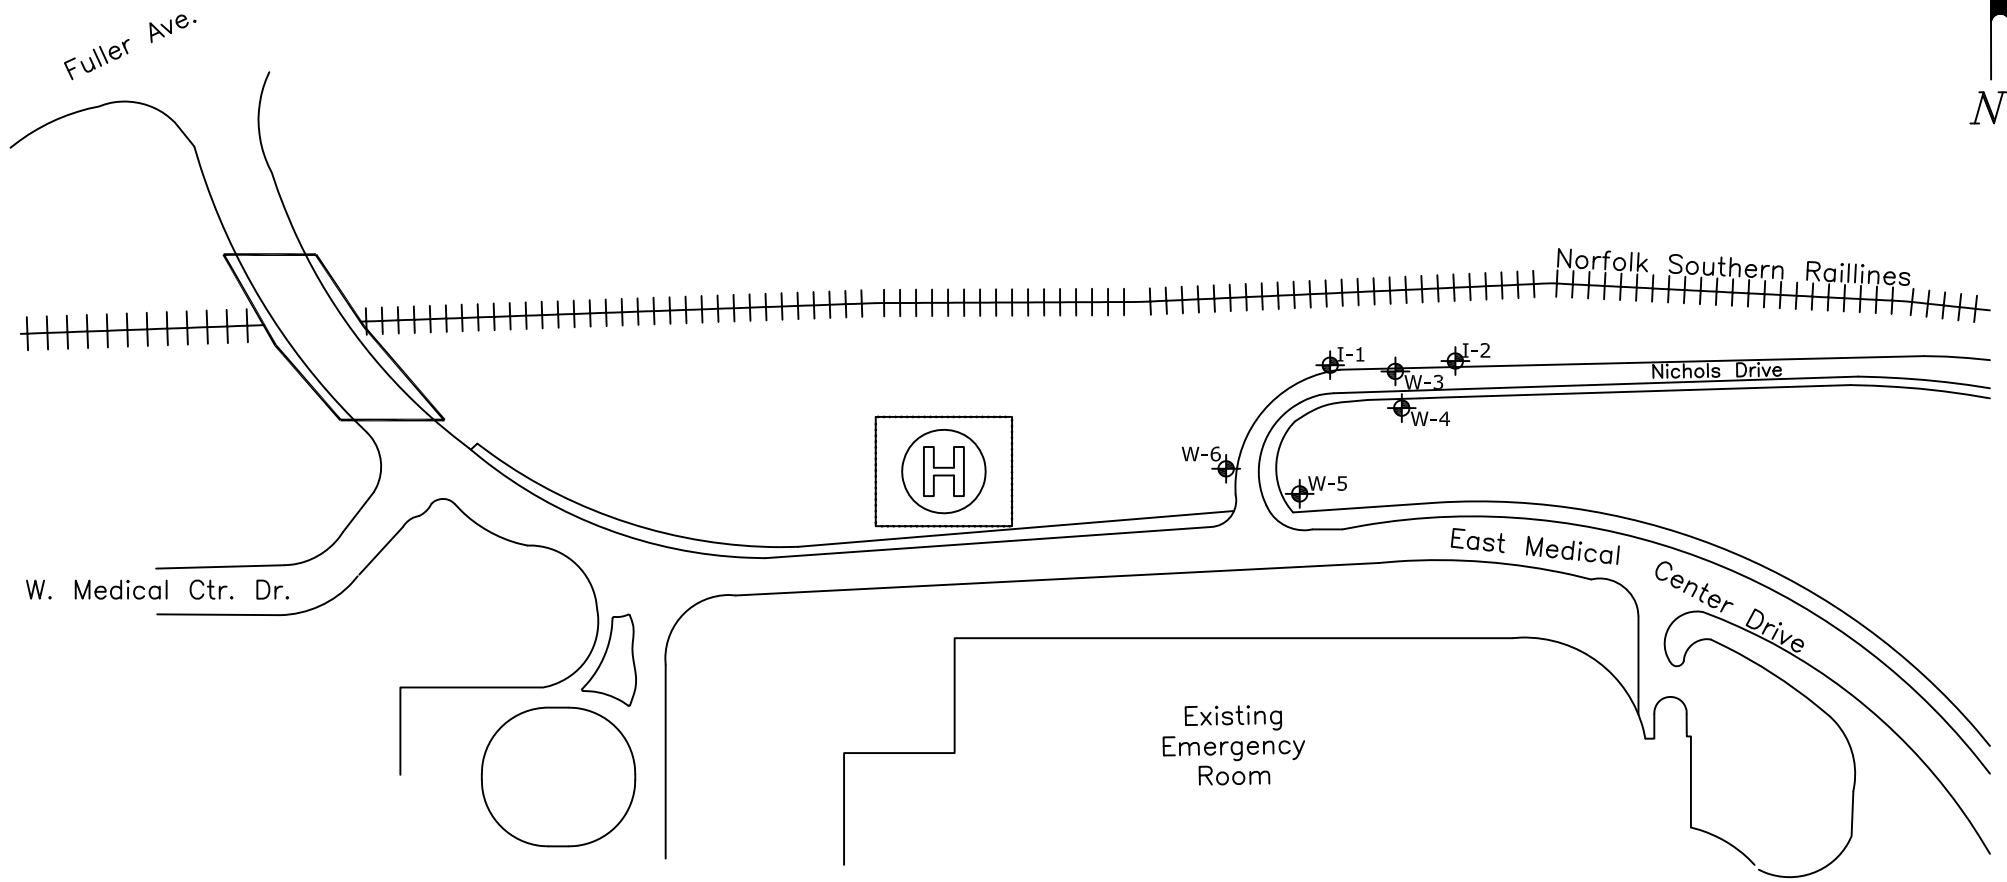 Fuller Ave.
N
Norfolk Southern Raillines
I-1
I-2
W-3
Nichols Drive
W-4
H
W-6
W-5
East Medical Center Drive
W. Medical Ctr. Dr.
Existing
Emergency
Room